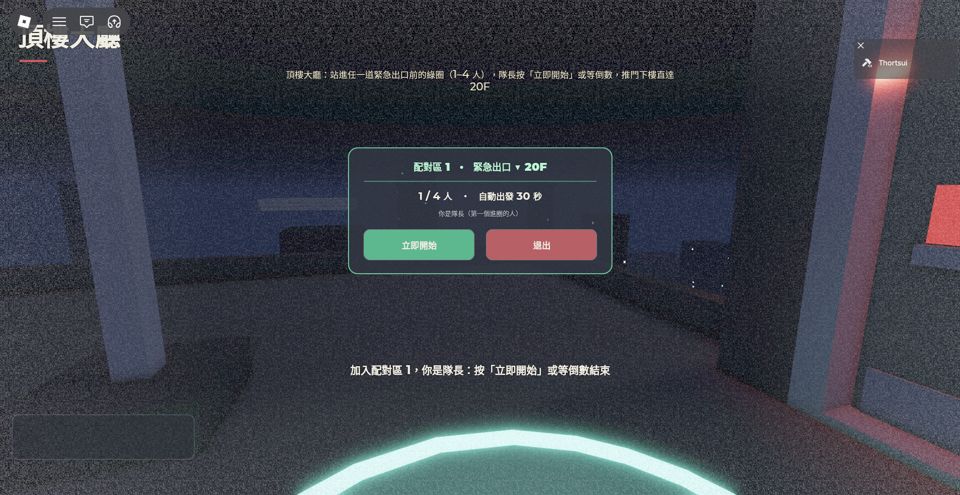 頂樓大廳
Thortsui
頂樓大廳：站進任一道緊急出口前的綠圈（1–4 人），隊長按「立即開始」或等倒數，推門下樓直達
20F
配對區 1 • 緊急出口 ▼ 20F
1 / 4 人 • 自動出發 30 秒
你是隊長（第一個進圈的人）
立即開始
退出
加入配對區 1，你是隊長：按「立即開始」或等倒數結束